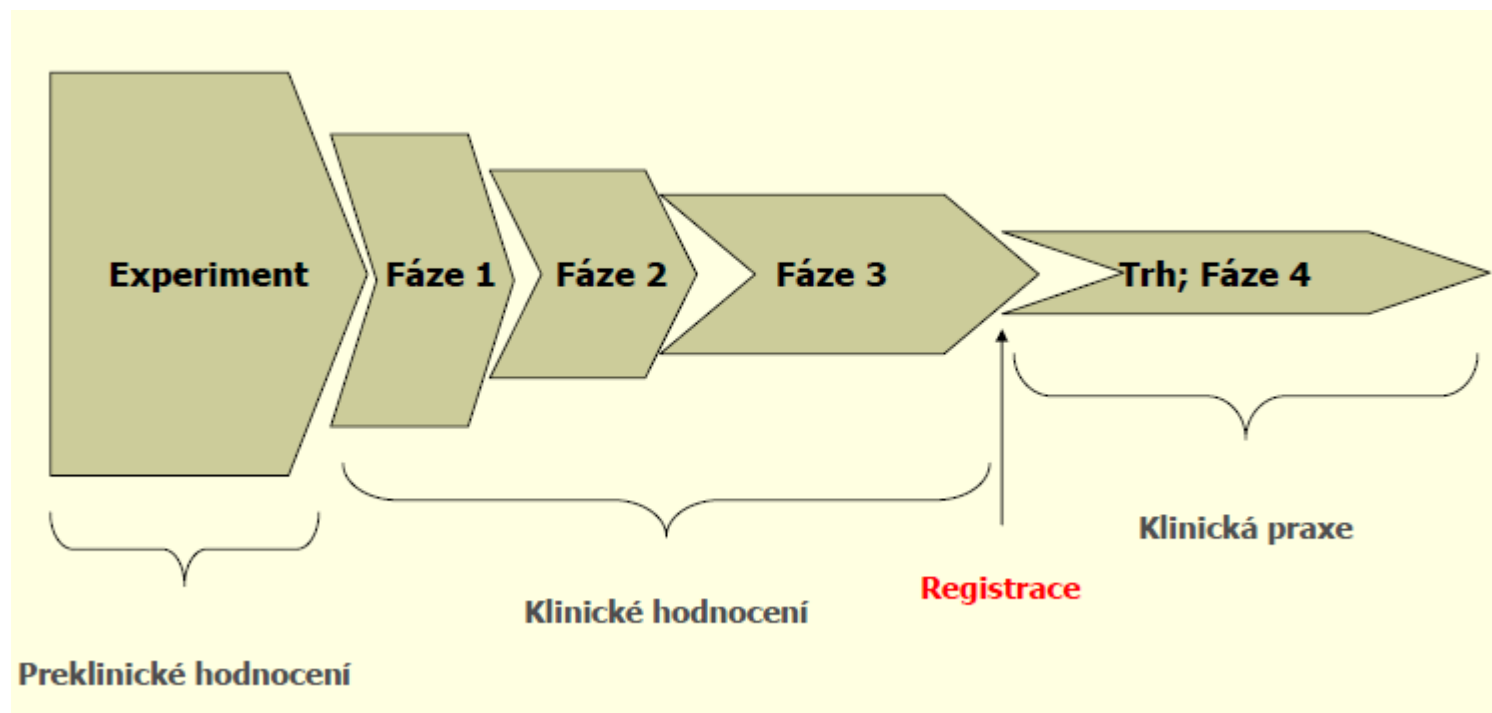 Experiment
Fáze 1
Fáze 2
Fáze 3
Trh; Fáze 4
Klinická praxe
Registrace
Klinické hodnocení
Preklinické hodnocení